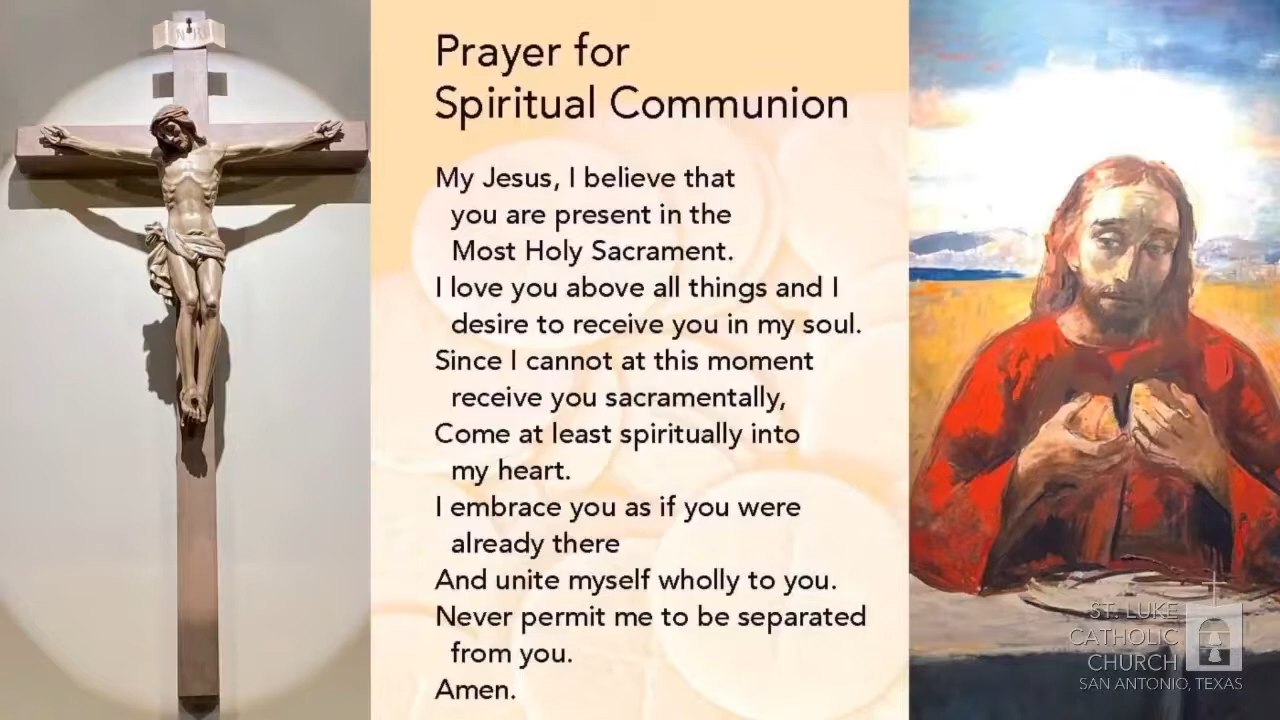 Prayer for
Spiritual Communion
My Jesus, I believe that
you are present in the
Most Holy Sacrament.
I love you above all things and I
desire to receive you in my soul.
Since I cannot at this moment
receive you sacramentally,
Come at least spiritually into
my heart.
I embrace you as if you were
already there
And unite myself wholly to you.
Never permit me to be separated
from you.
Amen.
ST. LUKE
CATHOLIC
CHURCH
SAN ANTONIO, TEXAS